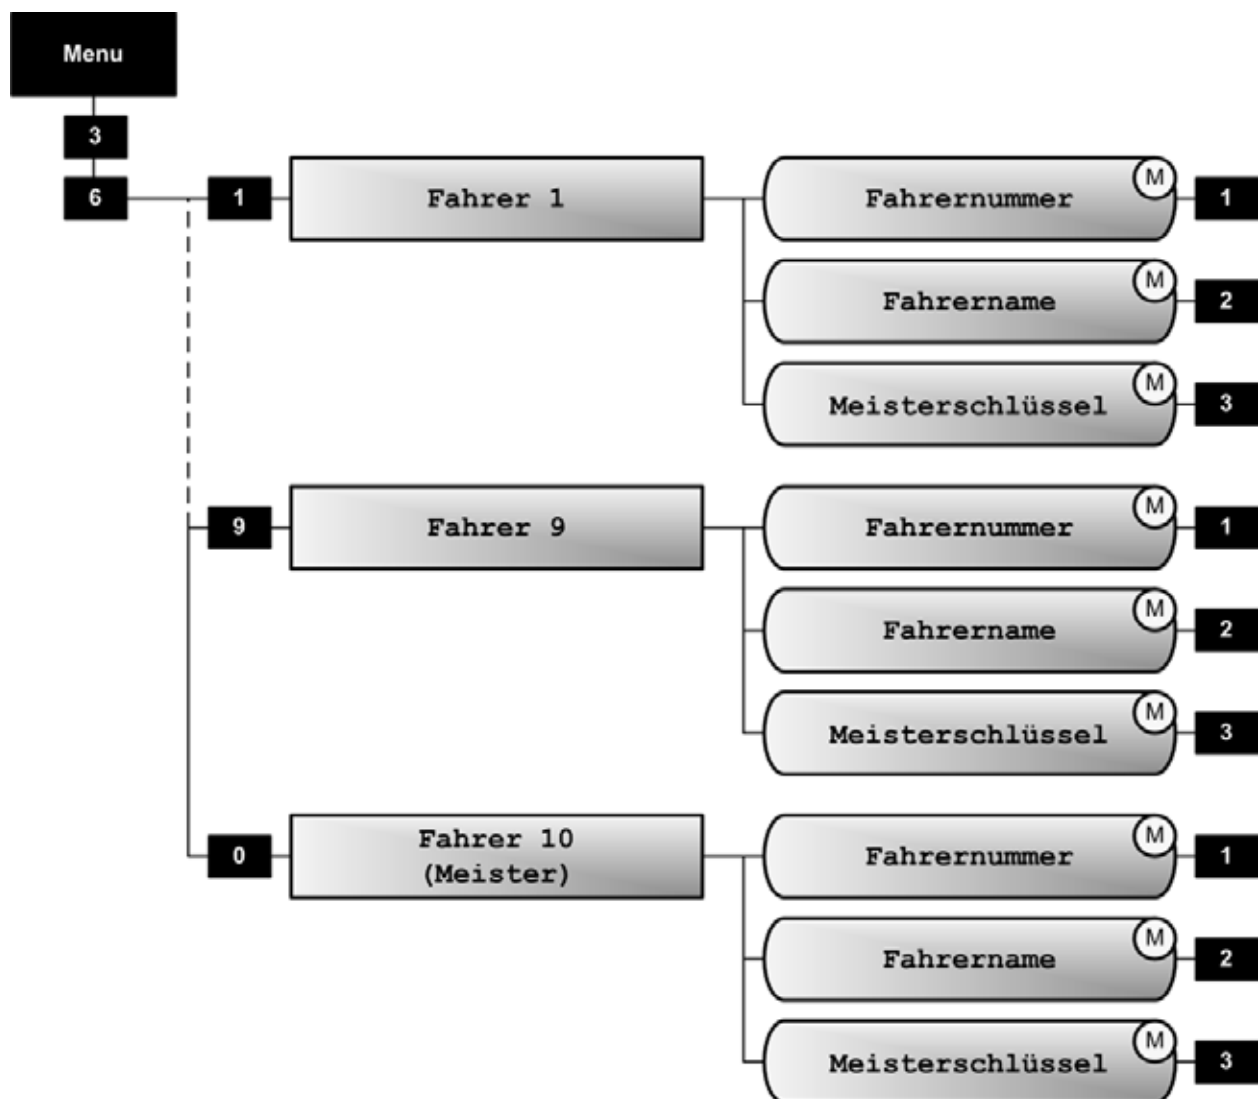 Menu
3
6
1
Fahrer 1
Fahrernummer
M
1
Fahrername
M
2
Meisterschlüssel
M
3
9
Fahrer 9
Fahrernummer
M
1
Fahrername
M
2
Meisterschlüssel
M
3
0
Fahrer 10
(Meister)
Fahrernummer
M
1
Fahrername
M
2
Meisterschlüssel
M
3